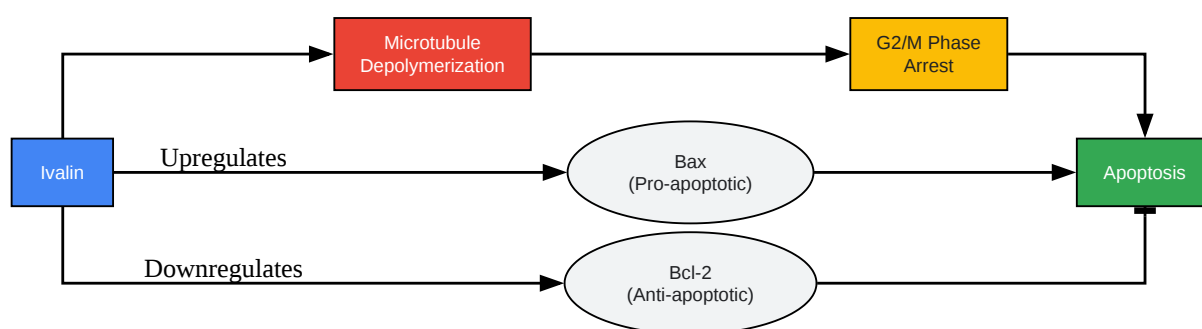 Microtubule
Depolymerization
G2/M Phase
Arrest
Ivalin
Upregulates
Bax
(Pro-apoptotic)
Apoptosis
Downregulates
Bcl-2
(Anti-apoptotic)